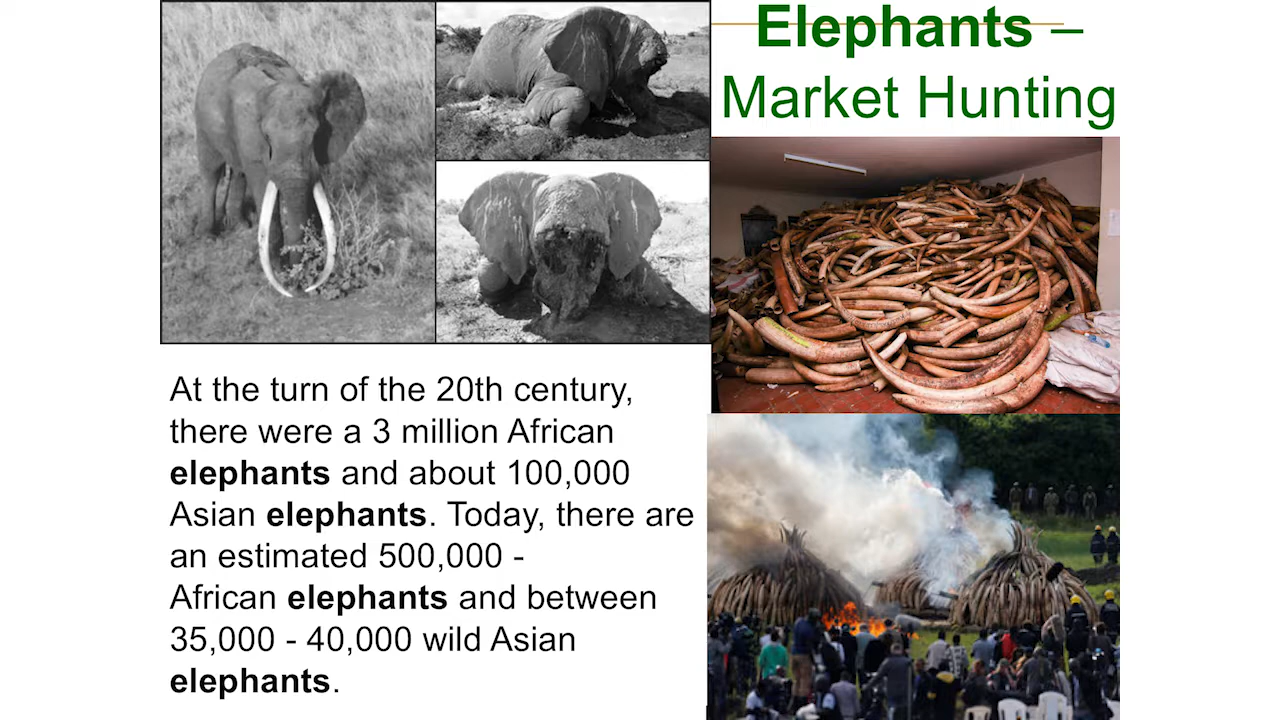 Elephants –
Market Hunting
At the turn of the 20th century,
there were a 3 million African
elephants and about 100,000
Asian elephants. Today, there are
an estimated 500,000 -
African elephants and between
35,000 - 40,000 wild Asian
elephants.